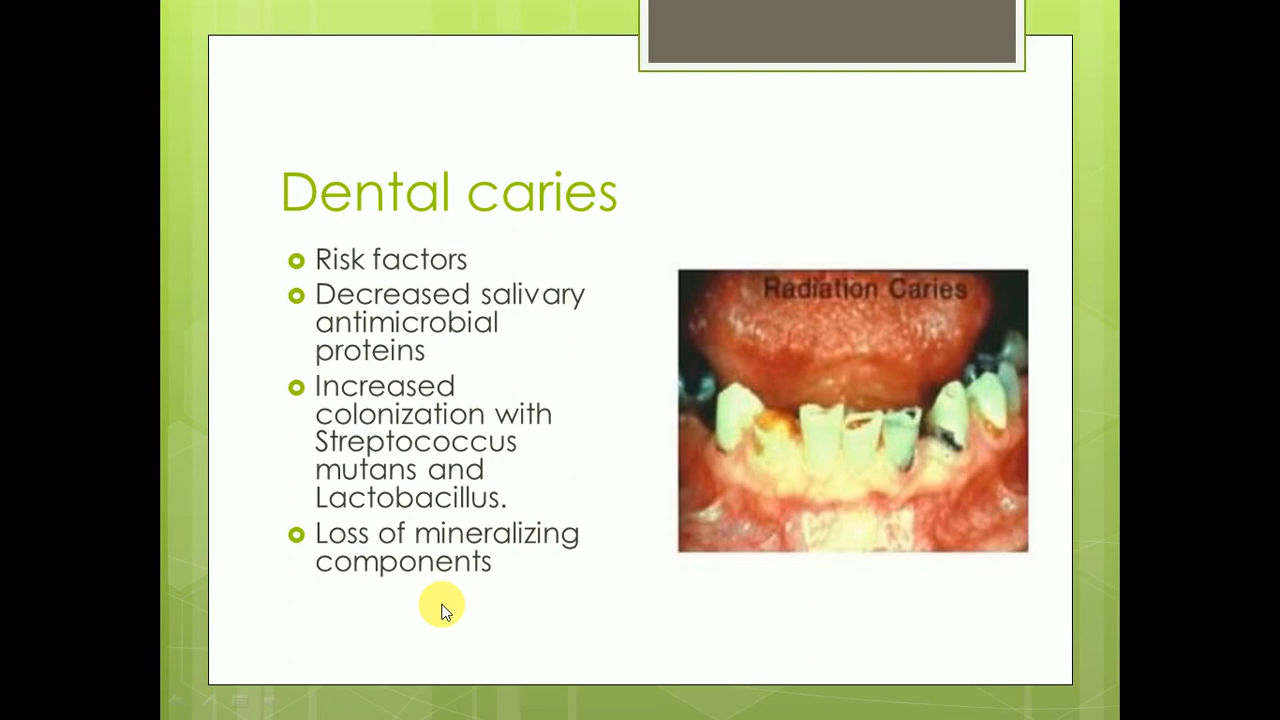 Dental caries
Risk factors
Decreased salivary
antimicrobial
proteins
Increased
colonization with
Streptococcus
mutans and
Lactobacillus.
Loss of mineralizing
components
Radiation Caries